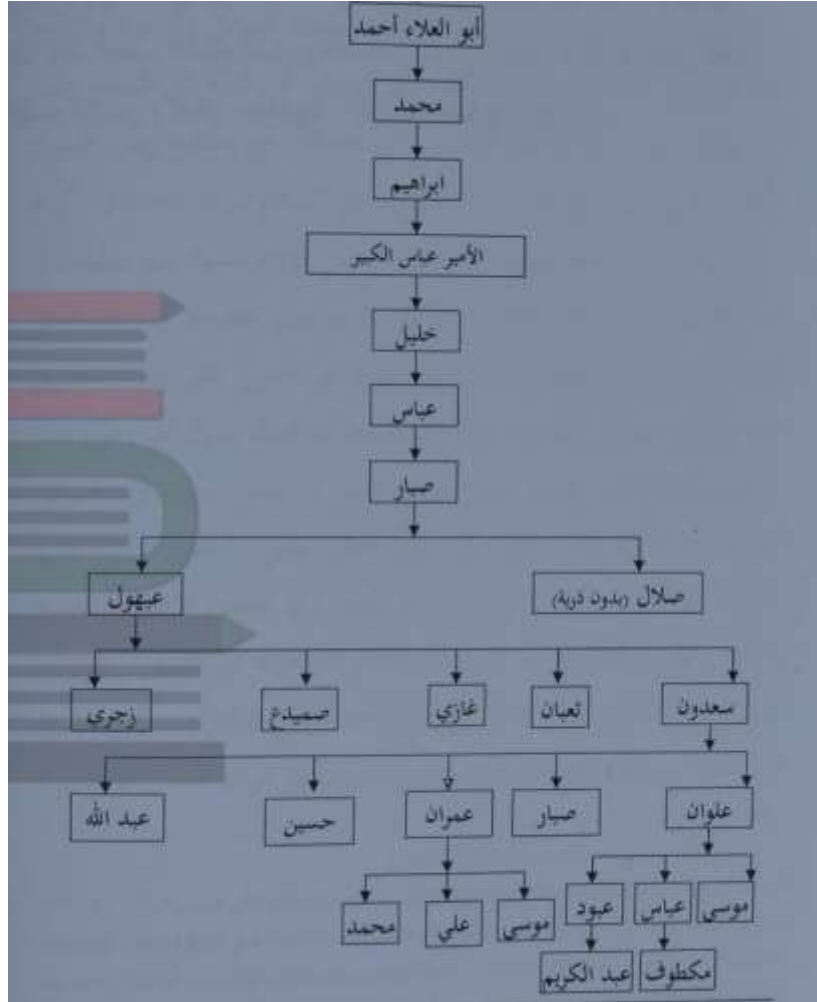 أبو العلاء أحمد
محمد
ابراهيم
الأمير عباس الكبير
خليل
عباس
صبار
صلال (بدون ذرية) عبهول
سعدون ثعبان غازي صميدع زجري
علوان صبار عمران حسين عبد الله
موسى عباس عبود موسى علي محمد
مكطوف عبد الكريم